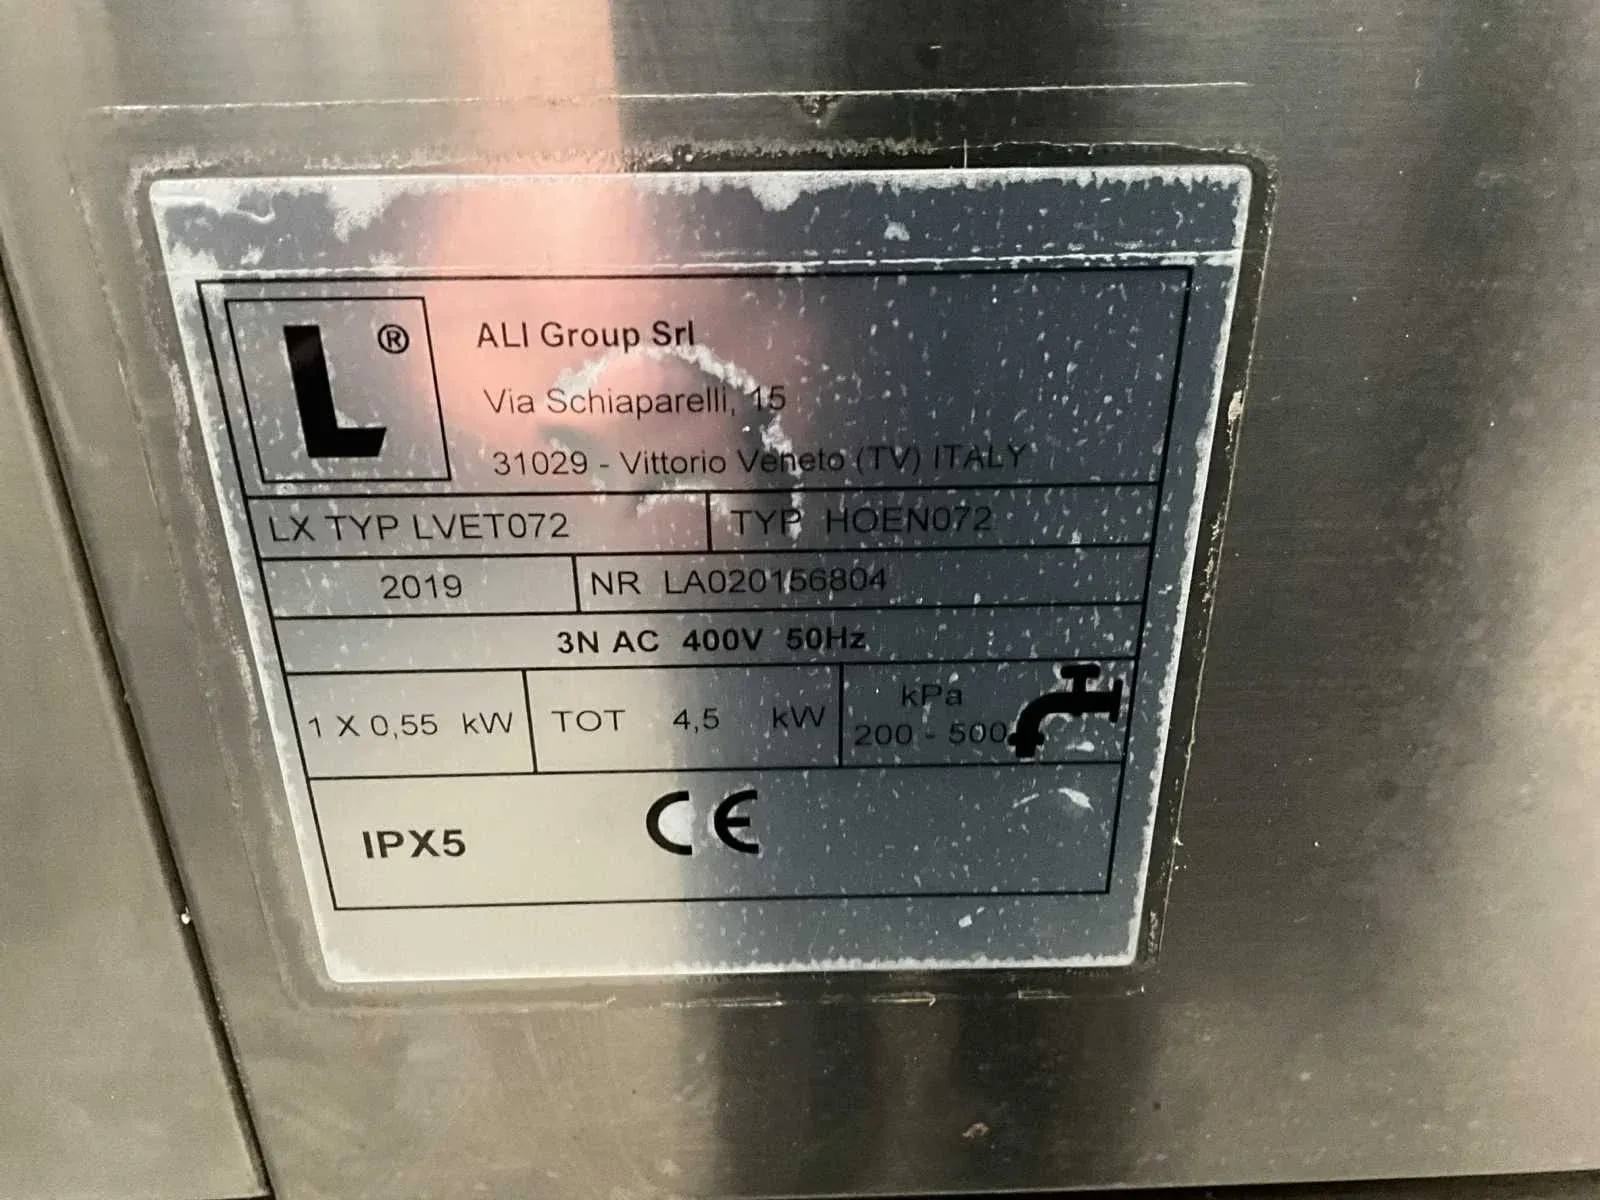 L ®
ALI Group Srl
Via Schiaparelli, 15
31029 - Vittorio Veneto (TV) ITALY
LX TYP LVET072 TYP HOEN072
2019 NR LA020156804
3N AC 400V 50Hz
1 X 0,55 kW TOT 4,5 kW kPa
200 - 500
IPX5 CE